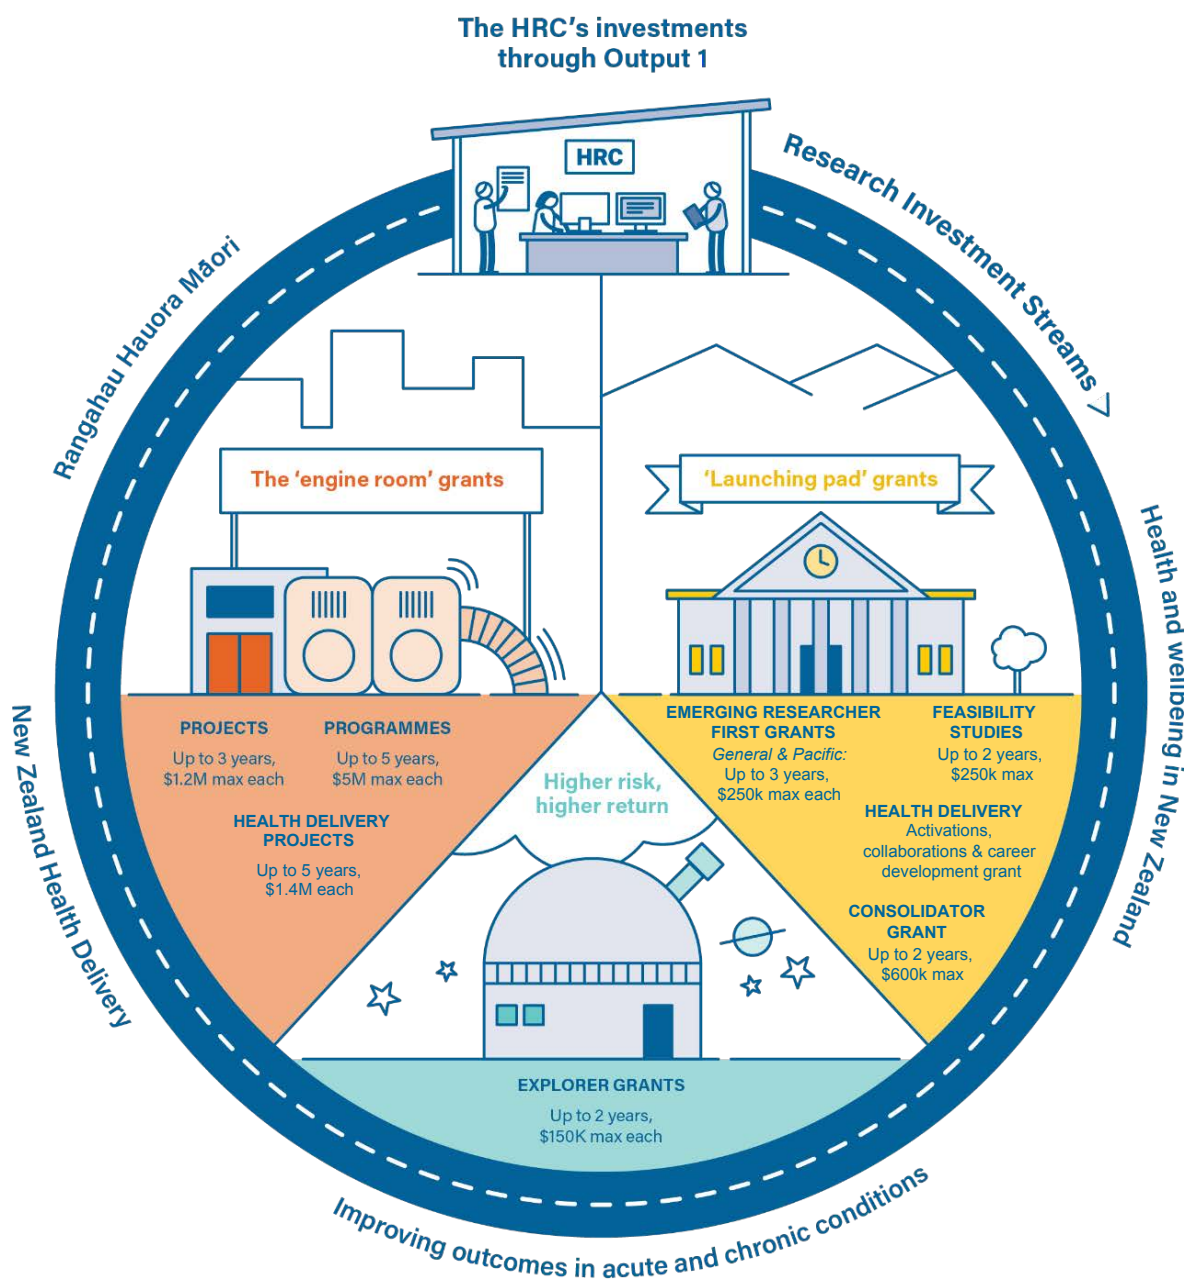 The HRC's investments
through Output 1
HRC
Research Investment Streams
Rangahau Hauora Māori
Health and wellbeing in New Zealand
New Zealand Health Delivery
Improving outcomes in acute and chronic conditions
The 'engine room' grants
'Launching pad' grants
PROJECTS
Up to 3 years,
$1.2M max each
PROGRAMMES
Up to 5 years,
$5M max each
HEALTH DELIVERY
PROJECTS
Up to 5 years,
$1.4M each
Higher risk,
higher return
EMERGING RESEARCHER
FIRST GRANTS
General & Pacific:
Up to 3 years,
$250k max each
FEASIBILITY
STUDIES
Up to 2 years,
$250k max
HEALTH DELIVERY
Activations,
collaborations & career
development grant
CONSOLIDATOR
GRANT
Up to 2 years,
$600k max
EXPLORER GRANTS
Up to 2 years,
$150K max each